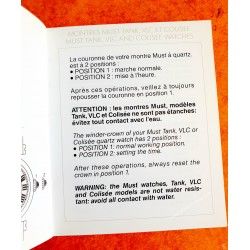 MONTRES MUST TANK, VLC ET COLISÉE
MUST TANK, VLC AND COLISÉE WATCHES
La couronne de votre montre Must à quartz
est à 2 positions :
• POSITION 1 : marche normale.
• POSITION 2 : mise à l'heure.
Après ces opérations, veillez à toujours
repousser la couronne en position 1.
ATTENTION : les montres Must, modèles
Tank, VLC et Colisée ne sont pas étanches:
évitez tout contact avec l'eau.
The winder-crown of your Must Tank, VLC or
Colisée quartz watch has 2 positions :
• POSITION 1: normal working position.
• POSITION 2: setting the time.
After these operations, always reset the
crown in position 1.
WARNING: the Must watches, Tank, VLC
and Colisée models are not water resis-
tant: avoid all contact with water.